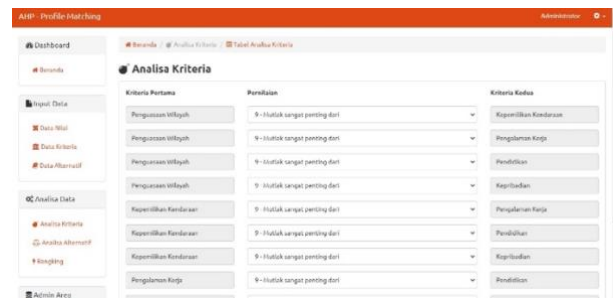 AHP - Profile Matching
Administrator
Dashboard
Beranda
Input Data
Data Nilai
Data Kriteria
Data Alternatif
Analisa Data
Analisa Kriteria
Analisa Alternatif
Rangking
Admin Area
Beranda / Analisa Kriteria / Tabel Analisa Kriteria
Analisa Kriteria
Kriteria Pertama Penilaian Kriteria Kedua
Penguasaan Wilayah 9 - Mutlak sangat penting dari Kepemilikan Kendaraan
Penguasaan Wilayah 9 - Mutlak sangat penting dari Pengalaman Kerja
Penguasaan Wilayah 9 - Mutlak sangat penting dari Pendidikan
Penguasaan Wilayah 9 - Mutlak sangat penting dari Kepribadian
Kepemilikan Kendaraan 9 - Mutlak sangat penting dari Pengalaman Kerja
Kepemilikan Kendaraan 9 - Mutlak sangat penting dari Pendidikan
Kepemilikan Kendaraan 9 - Mutlak sangat penting dari Kepribadian
Pengalaman Kerja 9 - Mutlak sangat penting dari Pendidikan